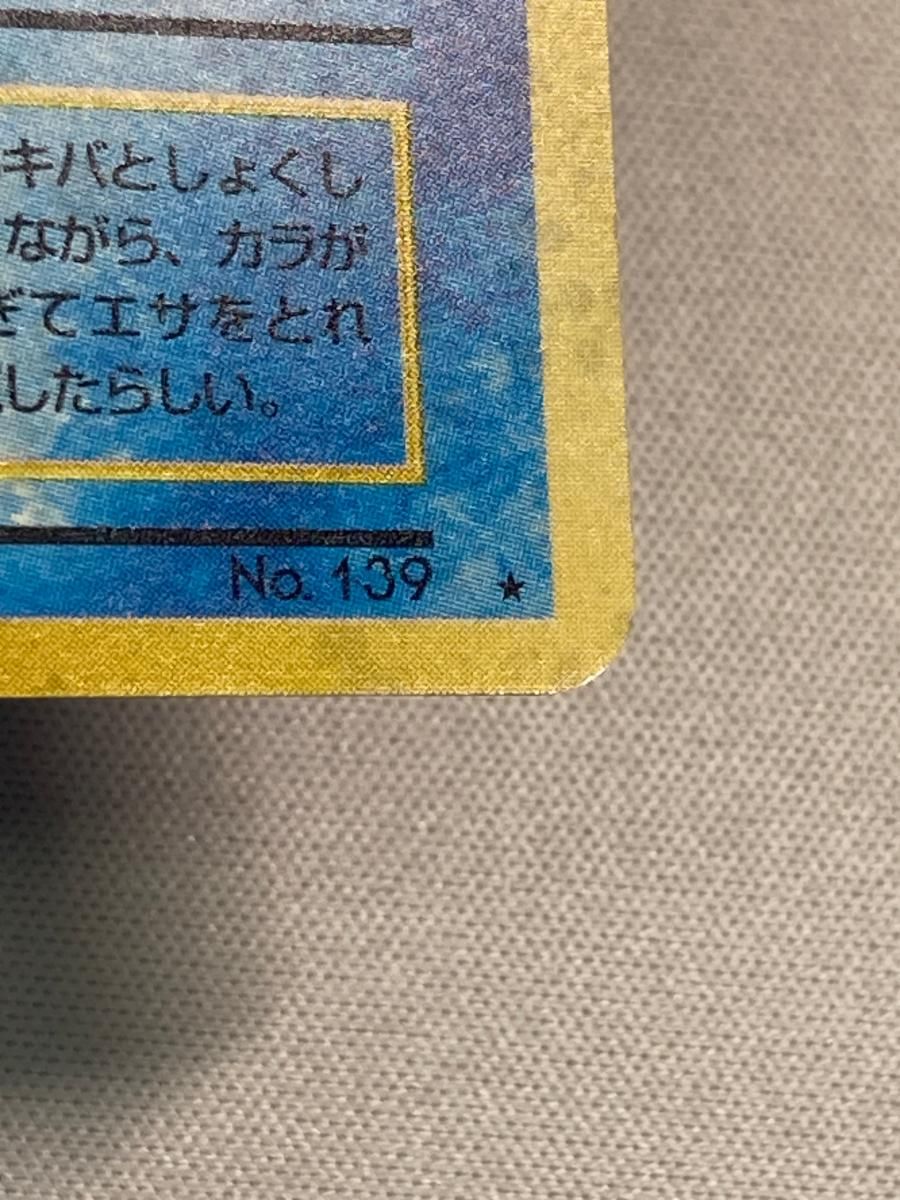 キバとしょくし
ながら、カラが
ぎてエサをとれ
したらしい。
No. 139 ★